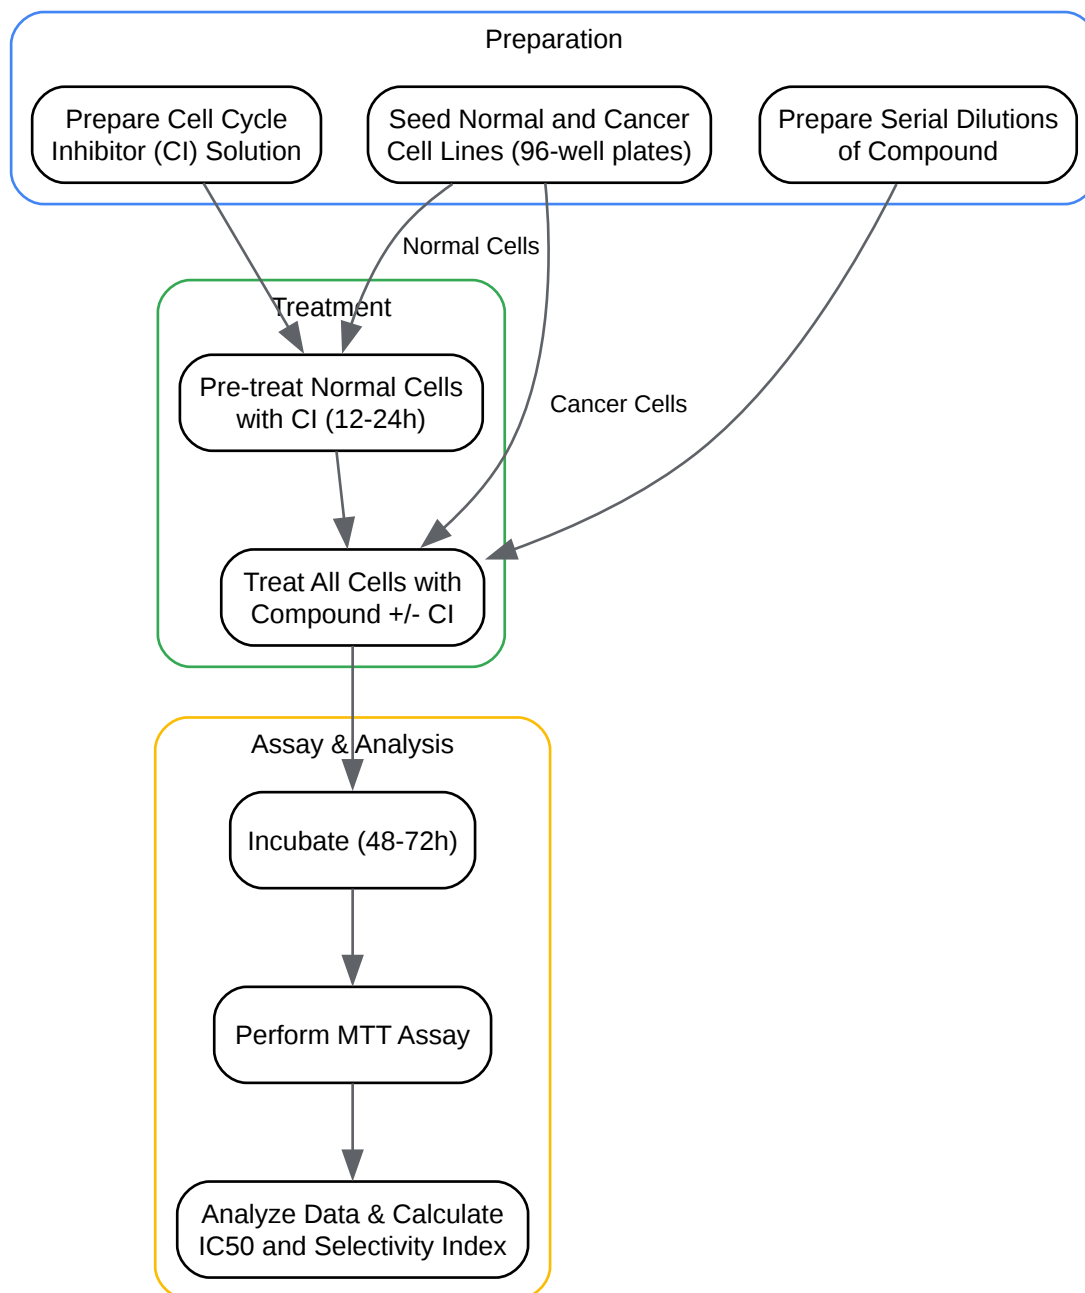 Preparation
Prepare Cell Cycle
Inhibitor (CI) Solution
Seed Normal and Cancer
Cell Lines (96-well plates)
Prepare Serial Dilutions
of Compound
Normal Cells
Treatment
Pre-treat Normal Cells
with CI (12-24h)
Cancer Cells
Treat All Cells with
Compound +/- CI
Assay & Analysis
Incubate (48-72h)
Perform MTT Assay
Analyze Data & Calculate
IC50 and Selectivity Index